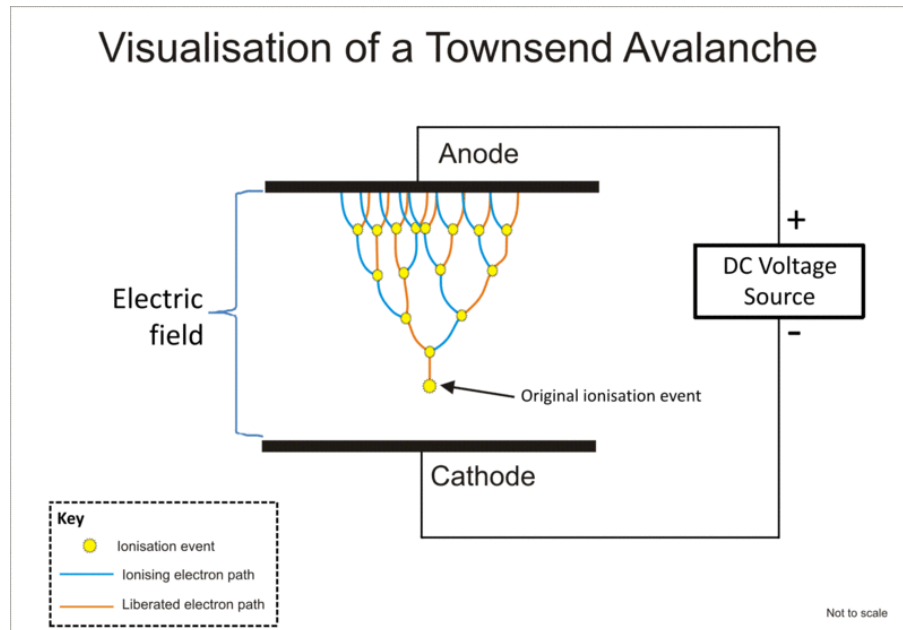 Visualisation of a Townsend Avalanche
Anode
+
DC Voltage
Source
-
Electric
field
Original ionisation event
Cathode
Key
Ionisation event
Ionising electron path
Liberated electron path
Not to scale